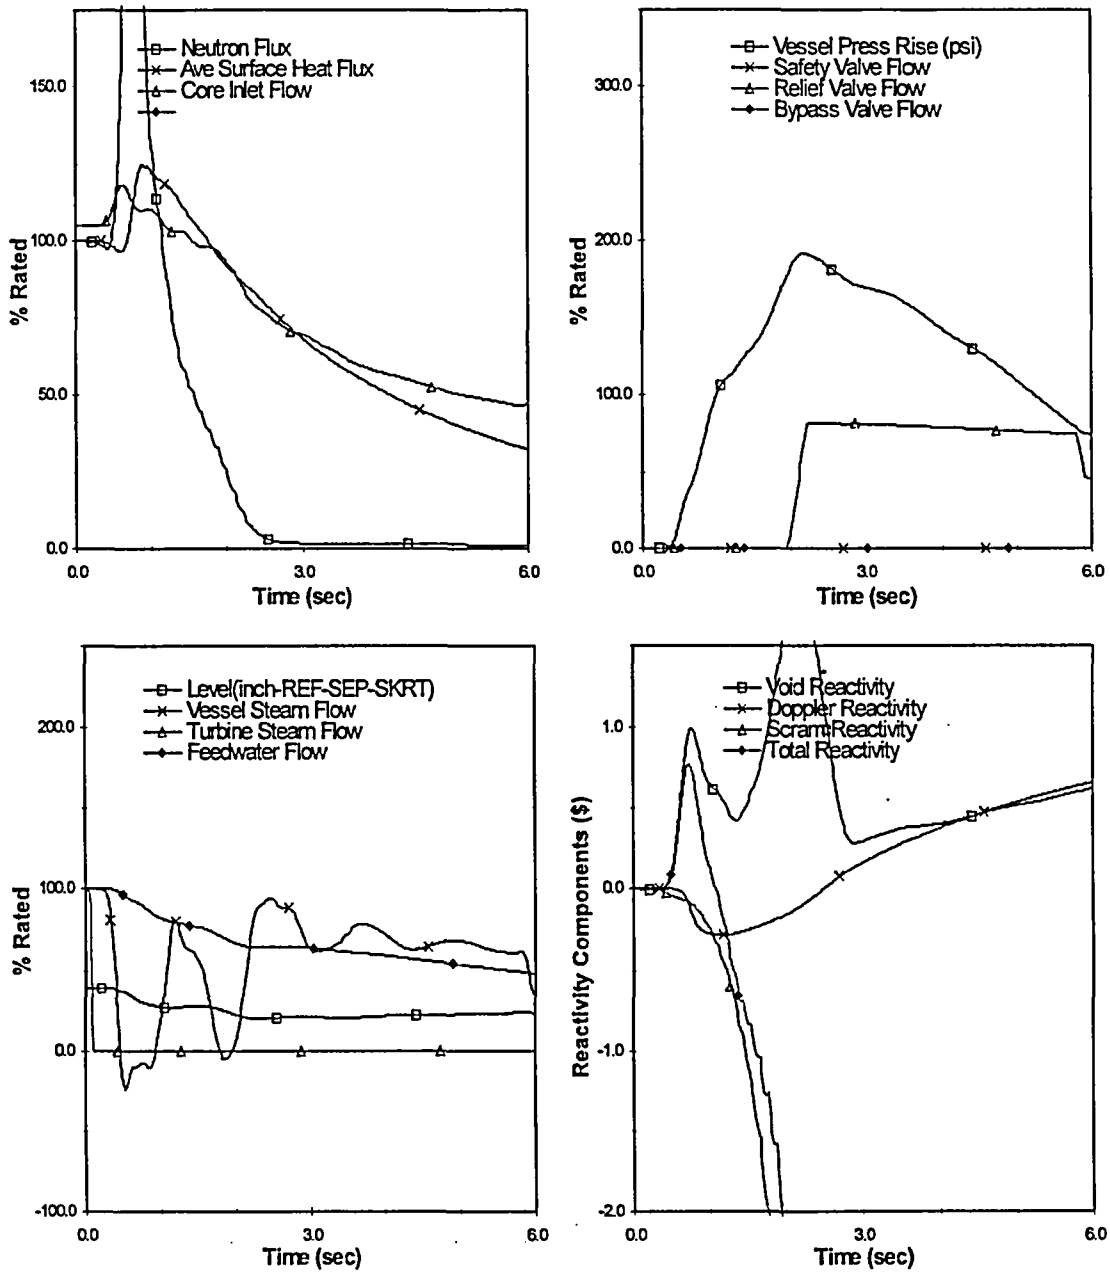 Neutron Flux
Ave Surface Heat Flux
Core Inlet Flow
150.0
100.0
50.0
0.0
% Rated
0.0
3.0
6.0
Time (sec)
Vessel Press Rise (psi)
Safety Valve Flow
Relief Valve Flow
Bypass Valve Flow
300.0
200.0
100.0
0.0
% Rated
0.0
3.0
6.0
Time (sec)
Level(inch-REF-SEP-SKRT)
Vessel Steam Flow
Turbine Steam Flow
Feedwater Flow
200.0
100.0
0.0
-100.0
% Rated
0.0
3.0
6.0
Time (sec)
Void Reactivity
Doppler Reactivity
Scram Reactivity
Total Reactivity
1.0
0.0
-1.0
-2.0
Reactivity Components ($)
0.0
3.0
6.0
Time (sec)